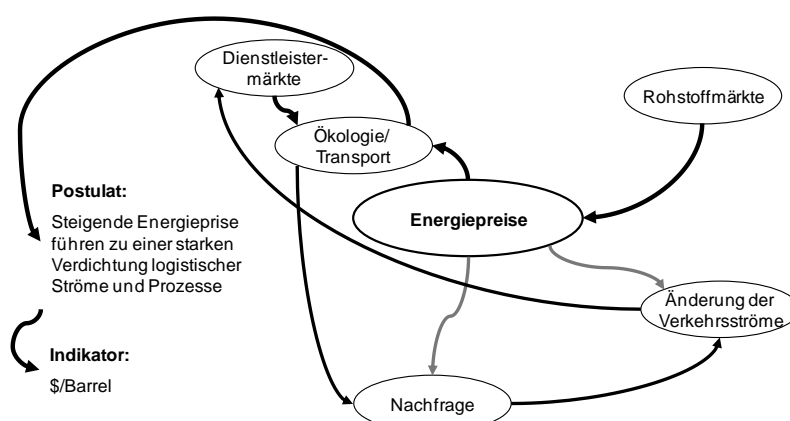 Dienstleister-
märkte
Rohstoffmärkte
Ökologie/
Transport
Postulat:
Steigende Energieprise
führen zu einer starken
Verdichtung logistischer
Ströme und Prozesse
Energiepreise
Änderung der
Verkehrsströme
Indikator:
$/Barrel
Nachfrage